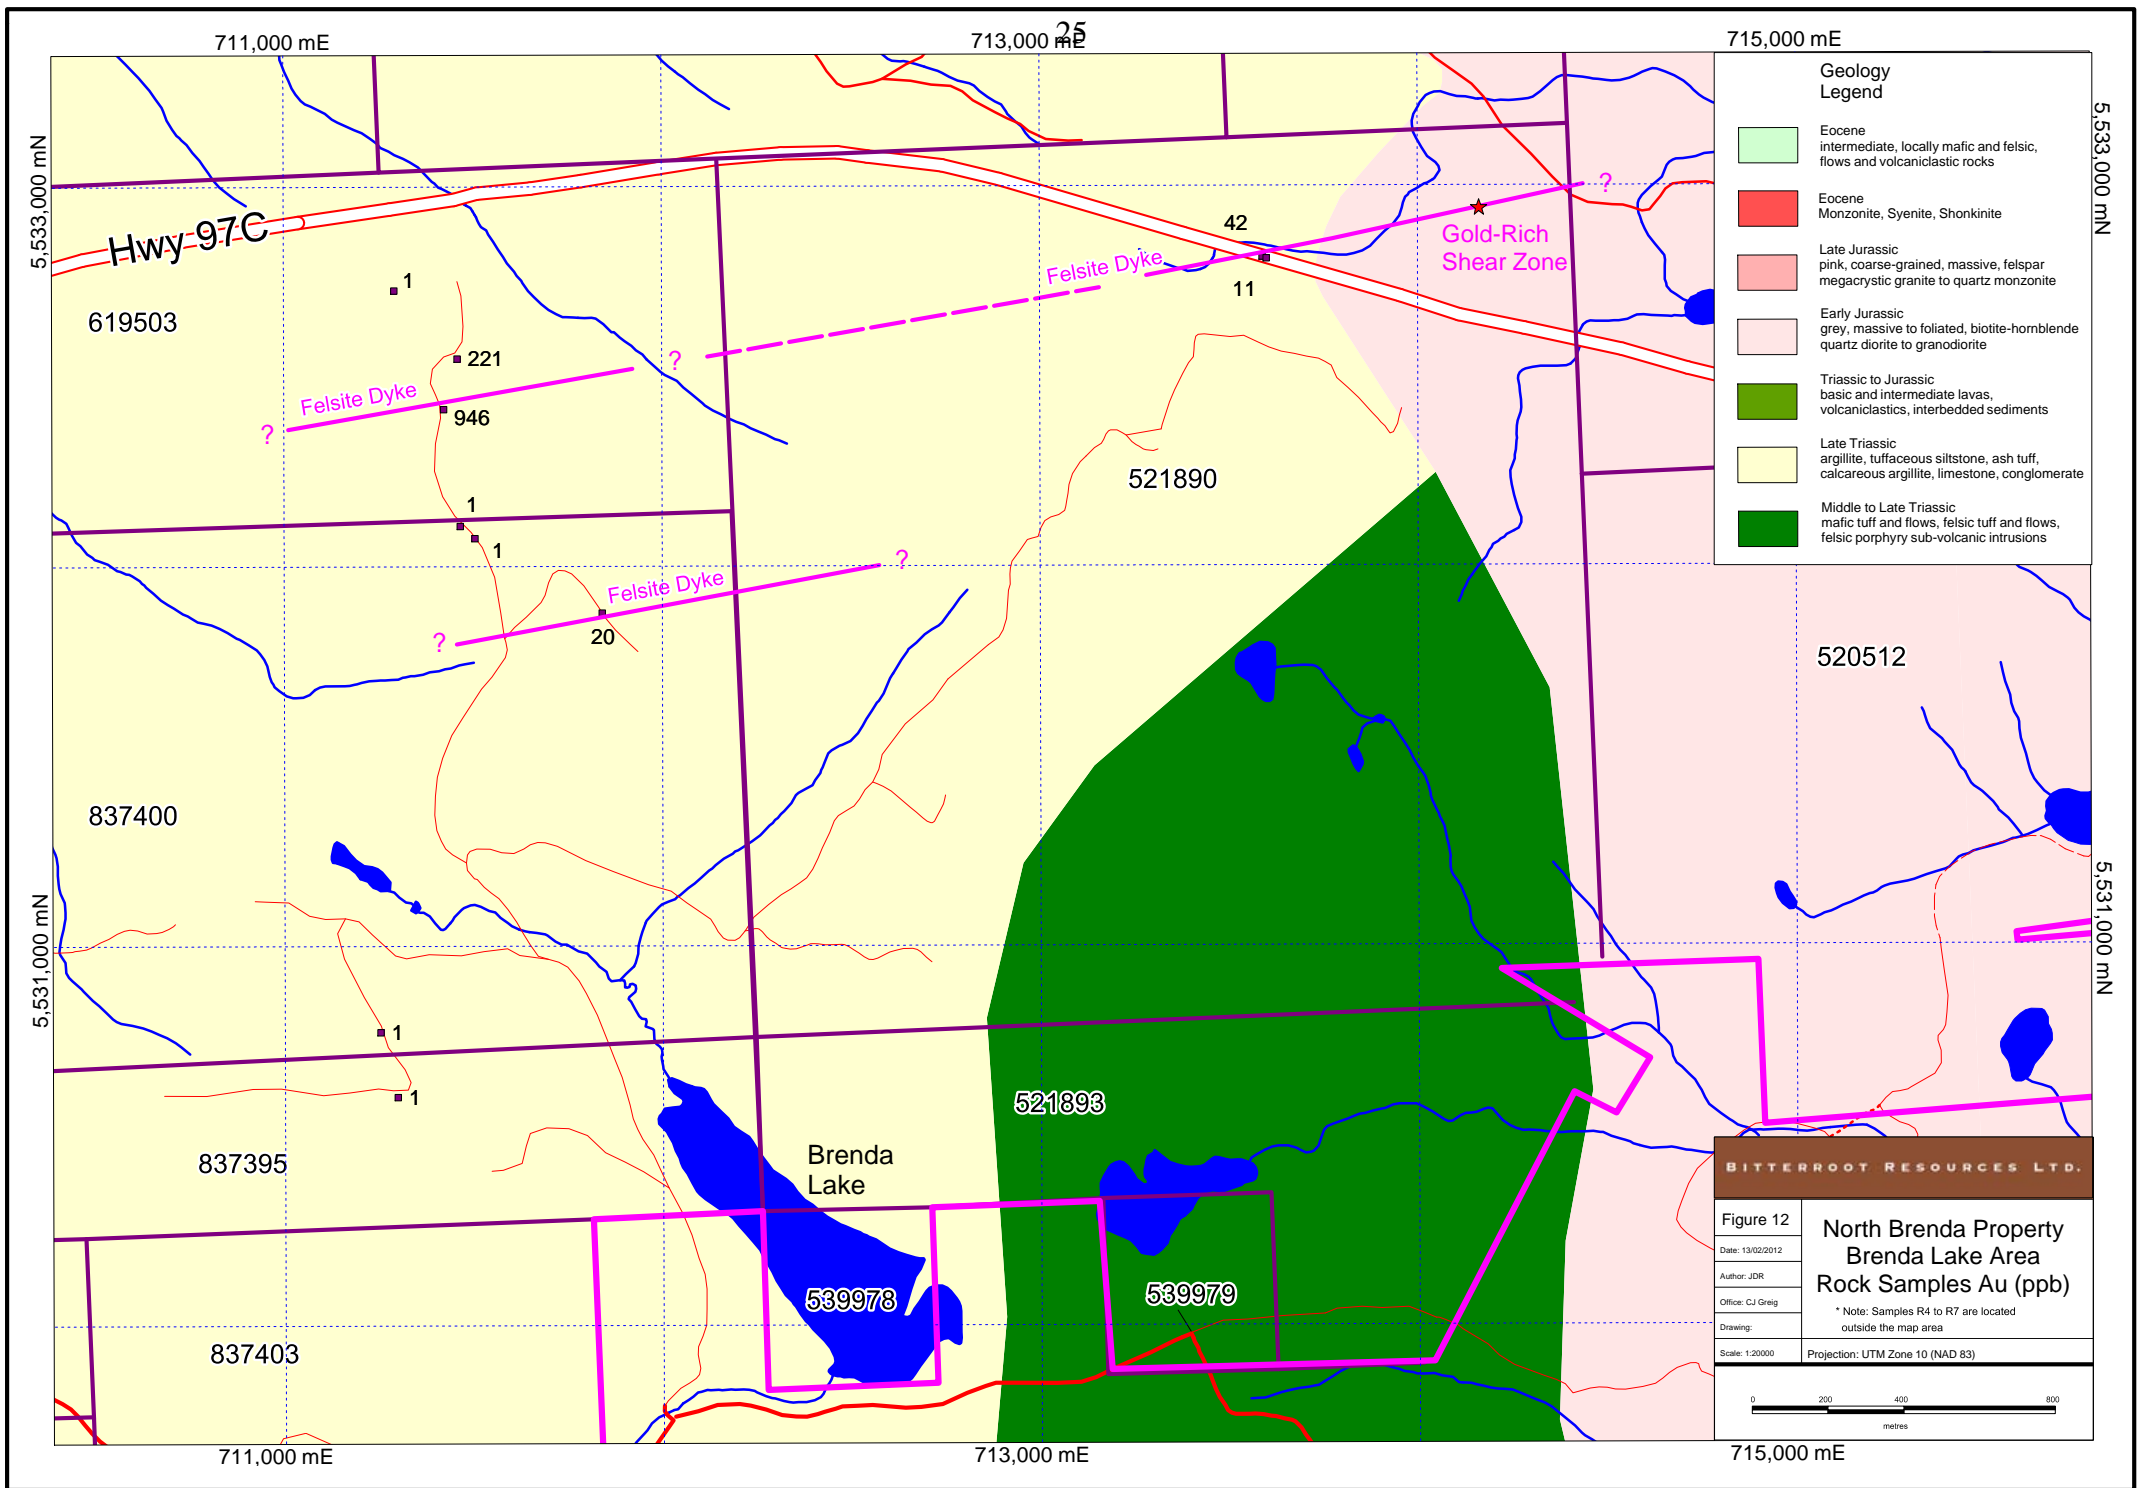 25
711,000 mE
713,000 mE
715,000 mE
5,533,000 mN
5,533,000 mN
Hwy 97C
Geology
Legend
Eocene
intermediate, locally mafic and felsic,
flows and volcaniclastic rocks
Eocene
Monzonite, Syenite, Shonkinite
Late Jurassic
pink, coarse-grained, massive, felspar
megacrystic granite to quartz monzonite
Early Jurassic
grey, massive to foliated, biotite-hornblende
quartz diorite to granodiorite
Triassic to Jurassic
basic and intermediate lavas,
volcaniclastics, interbedded sediments
Late Triassic
argillite, tuffaceous siltstone, ash tuff,
calcareous argillite, limestone, conglomerate
Middle to Late Triassic
mafic tuff and flows, felsic tuff and flows,
felsic porphyry sub-volcanic intrusions
?
42
Gold-Rich
Shear Zone
Felsite Dyke
11
1
619503
221
?
Felsite Dyke
946
?
521890
1
1
?
Felsite Dyke
?
20
520512
837400
5,531,000 mN
5,531,000 mN
1
1
521893
837395
Brenda
Lake
539978
539979
837403
BITTERROOT RESOURCES LTD.
Figure 12
Date: 13/02/2012
Author: JDR
Office: CJ Greig
Drawing:
Scale: 1:20000
North Brenda Property
Brenda Lake Area
Rock Samples Au (ppb)
* Note: Samples R4 to R7 are located
outside the map area
Projection: UTM Zone 10 (NAD 83)
0 200 400 800
metres
711,000 mE
713,000 mE
715,000 mE